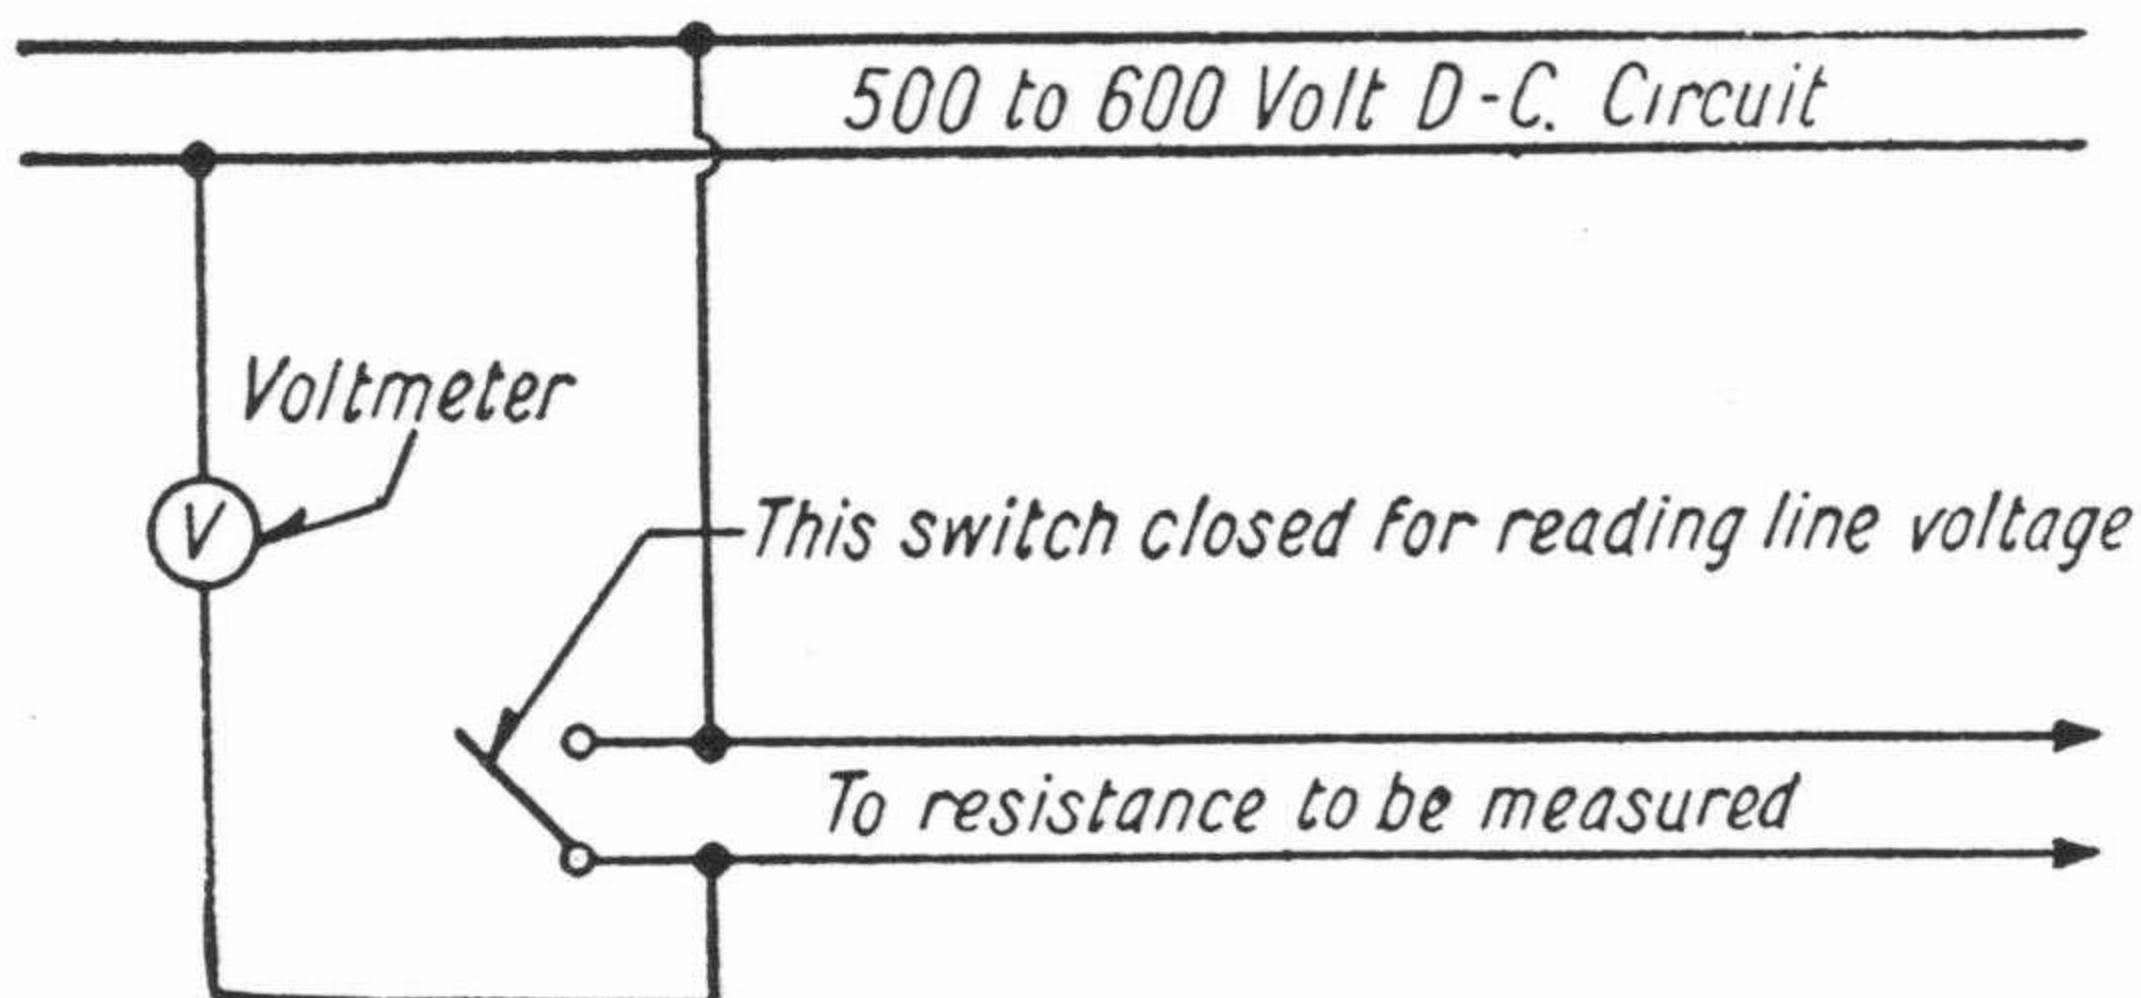 500 to 600 Volt D-C. Circuit
Voltmeter
V
This switch closed for reading line voltage
To resistance to be measured